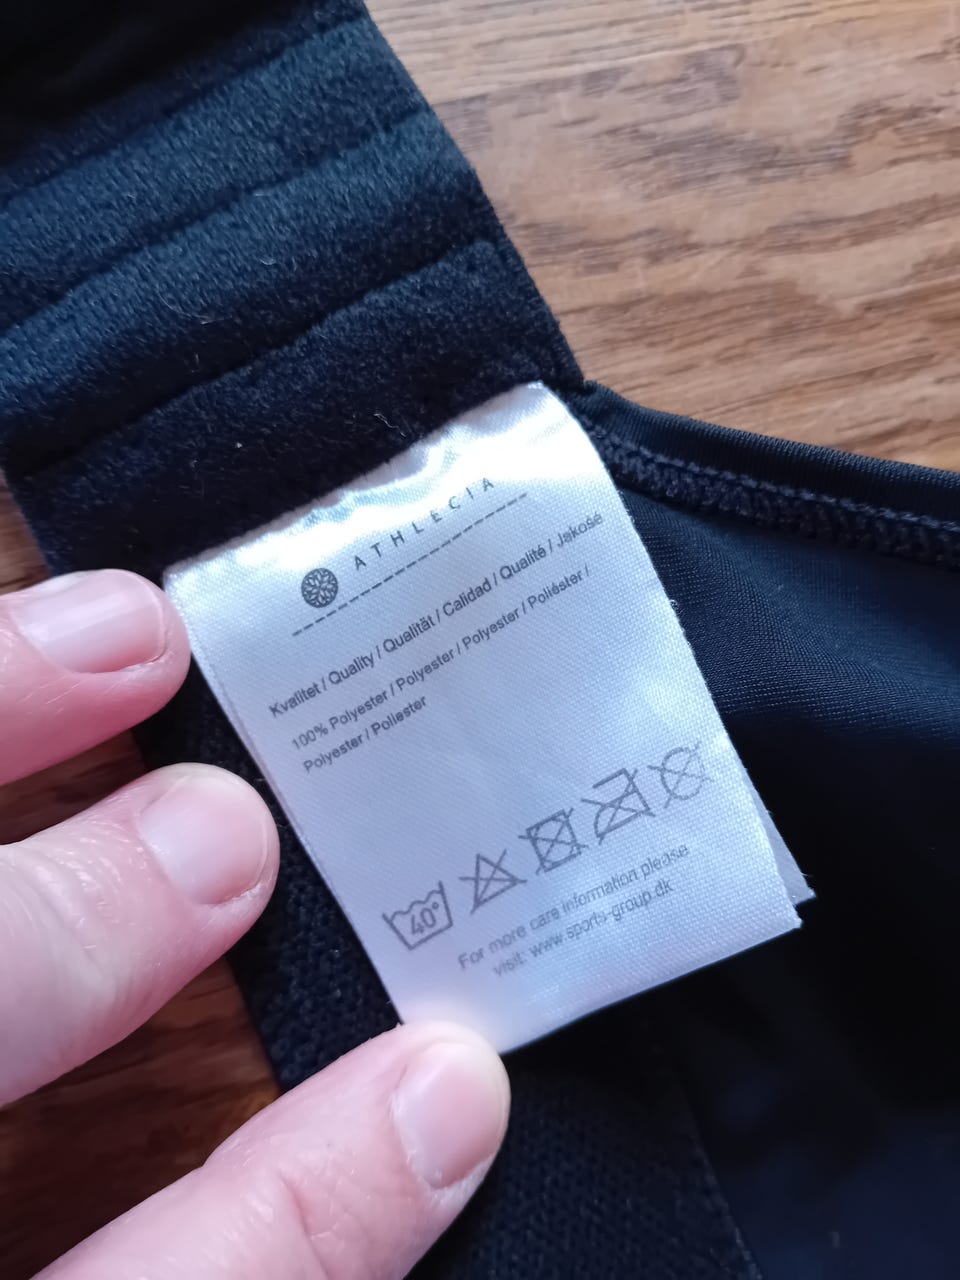 ATHLECIA
Kvalitet / Quality / Qualität / Calidad / Qualité / Jakość
100% Polyester / Polyester / Polyester / Poliéster /
Polyester / Poliester
40°
For more care information please
visit: www.sports-group.dk